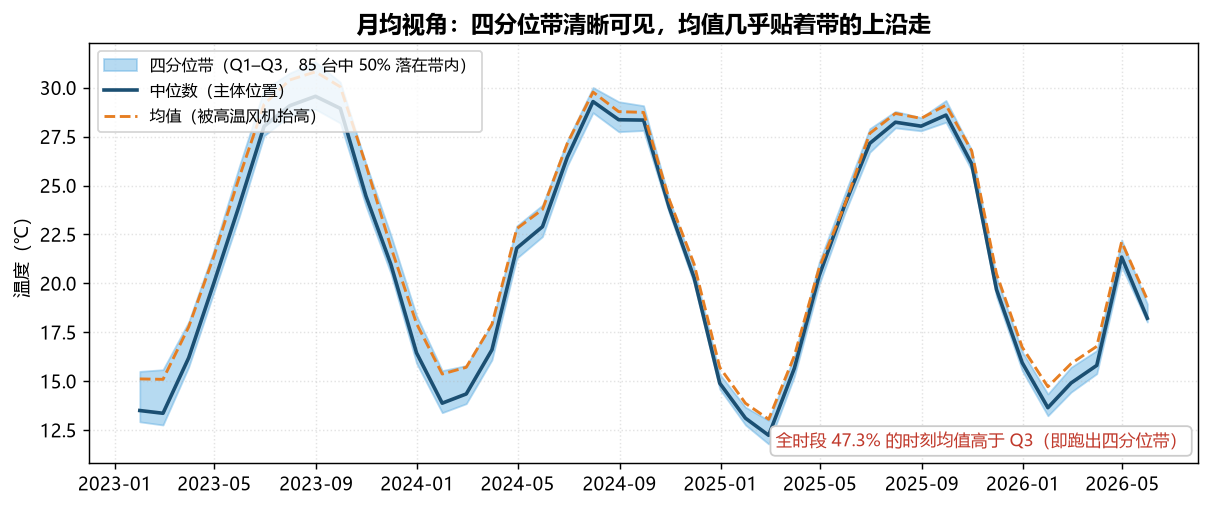 月均视角：四分位带清晰可见，均值几乎贴着带的上沿走
四分位带（Q1–Q3，85 台中 50% 落在带内）
中位数（主体位置）
均值（被高温风机抬高）
温度（℃）
30.0
27.5
25.0
22.5
20.0
17.5
15.0
12.5
全时段 47.3% 的时刻均值高于 Q3（即跑出四分位带）
2023-01 2023-05 2023-09 2024-01 2024-05 2024-09 2025-01 2025-05 2025-09 2026-01 2026-05